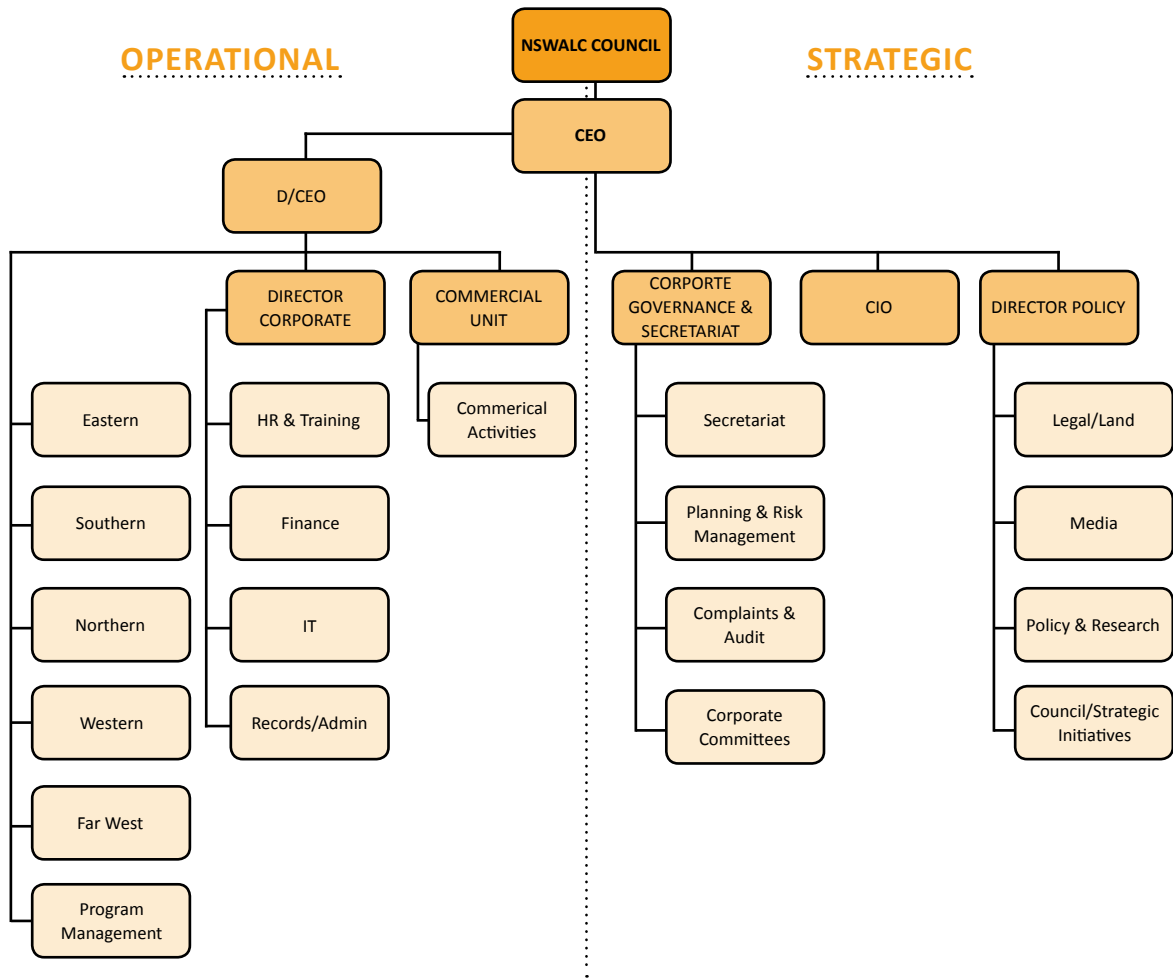 NSWALC COUNCIL
OPERATIONAL
STRATEGIC
CEO
D/CEO
DIRECTOR
CORPORATE
COMMERCIAL
UNIT
CORPORTE
GOVERNANCE &
SECRETARIAT
CIO
DIRECTOR POLICY
Eastern
HR & Training
Commerical
Activities
Secretariat
Legal/Land
Southern
Finance
Planning & Risk
Management
Media
Northern
IT
Complaints &
Audit
Policy & Research
Western
Records/Admin
Corporate
Committees
Council/Strategic
Initiatives
Far West
Program
Management